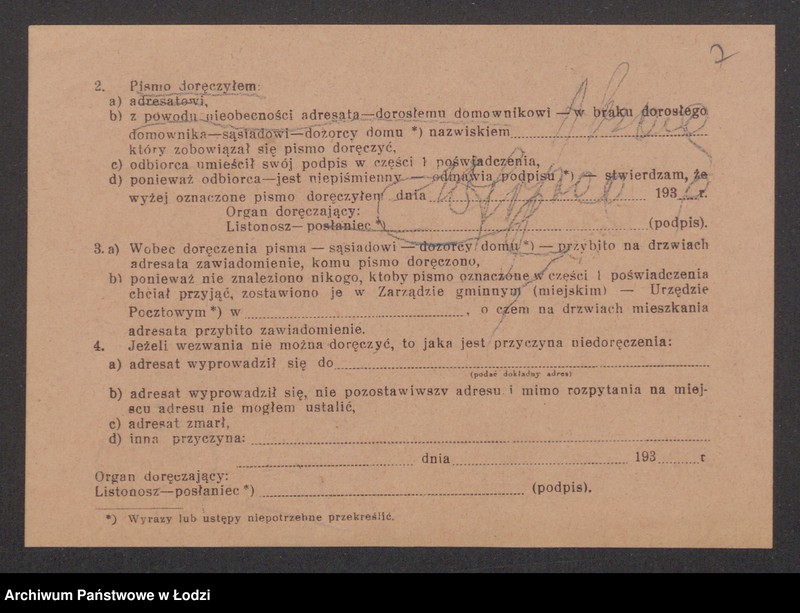 7
2. Pismo doręczyłem
a) adresatowi,
b) z powodu nieobecności adresata—dorosłemu domownikowi — w braku dorosłego
domownika—sąsiadowi—dozorcy domu *) nazwiskiem
który zobowiązał się pismo doręczyć,
c) odbiorca umieścił swój podpis w części 1 poświadczenia,
d) ponieważ odbiorca—jest niepiśmienny — odmawia podpisu *) — stwierdzam, że
wyżej oznaczone pismo doręczyłem dnia 193 r.
Organ doręczający:
Listonosz—posłaniec *) (podpis).
3. a) Wobec doręczenia pisma — sąsiadowi — dozorcy domu *) — przybito na drzwiach
adresata zawiadomienie, komu pismo doręczono,
b) ponieważ nie znaleziono nikogo, ktoby pismo oznaczone w części 1 poświadczenia
chciał przyjąć, zostawiono je w Zarządzie gminnym (miejskim) — Urzędzie
Pocztowym *) w , o czem na drzwiach mieszkania
adresata przybito zawiadomienie.
4. Jeżeli wezwania nie można doręczyć, to jaka jest przyczyna niedoręczenia:
a) adresat wyprowadził się do
(podać dokładny adres)
b) adresat wyprowadził się, nie pozostawiwszy adresu i mimo rozpytania na miej-
scu adresu nie mogłem ustalić,
c) adresat zmarł,
d) inna przyczyna:
dnia 193 r
Organ doręczający:
Listonosz—posłaniec *) (podpis).
*) Wyrazy lub ustępy niepotrzebne przekreślić.
Archiwum Państwowe w Łodzi